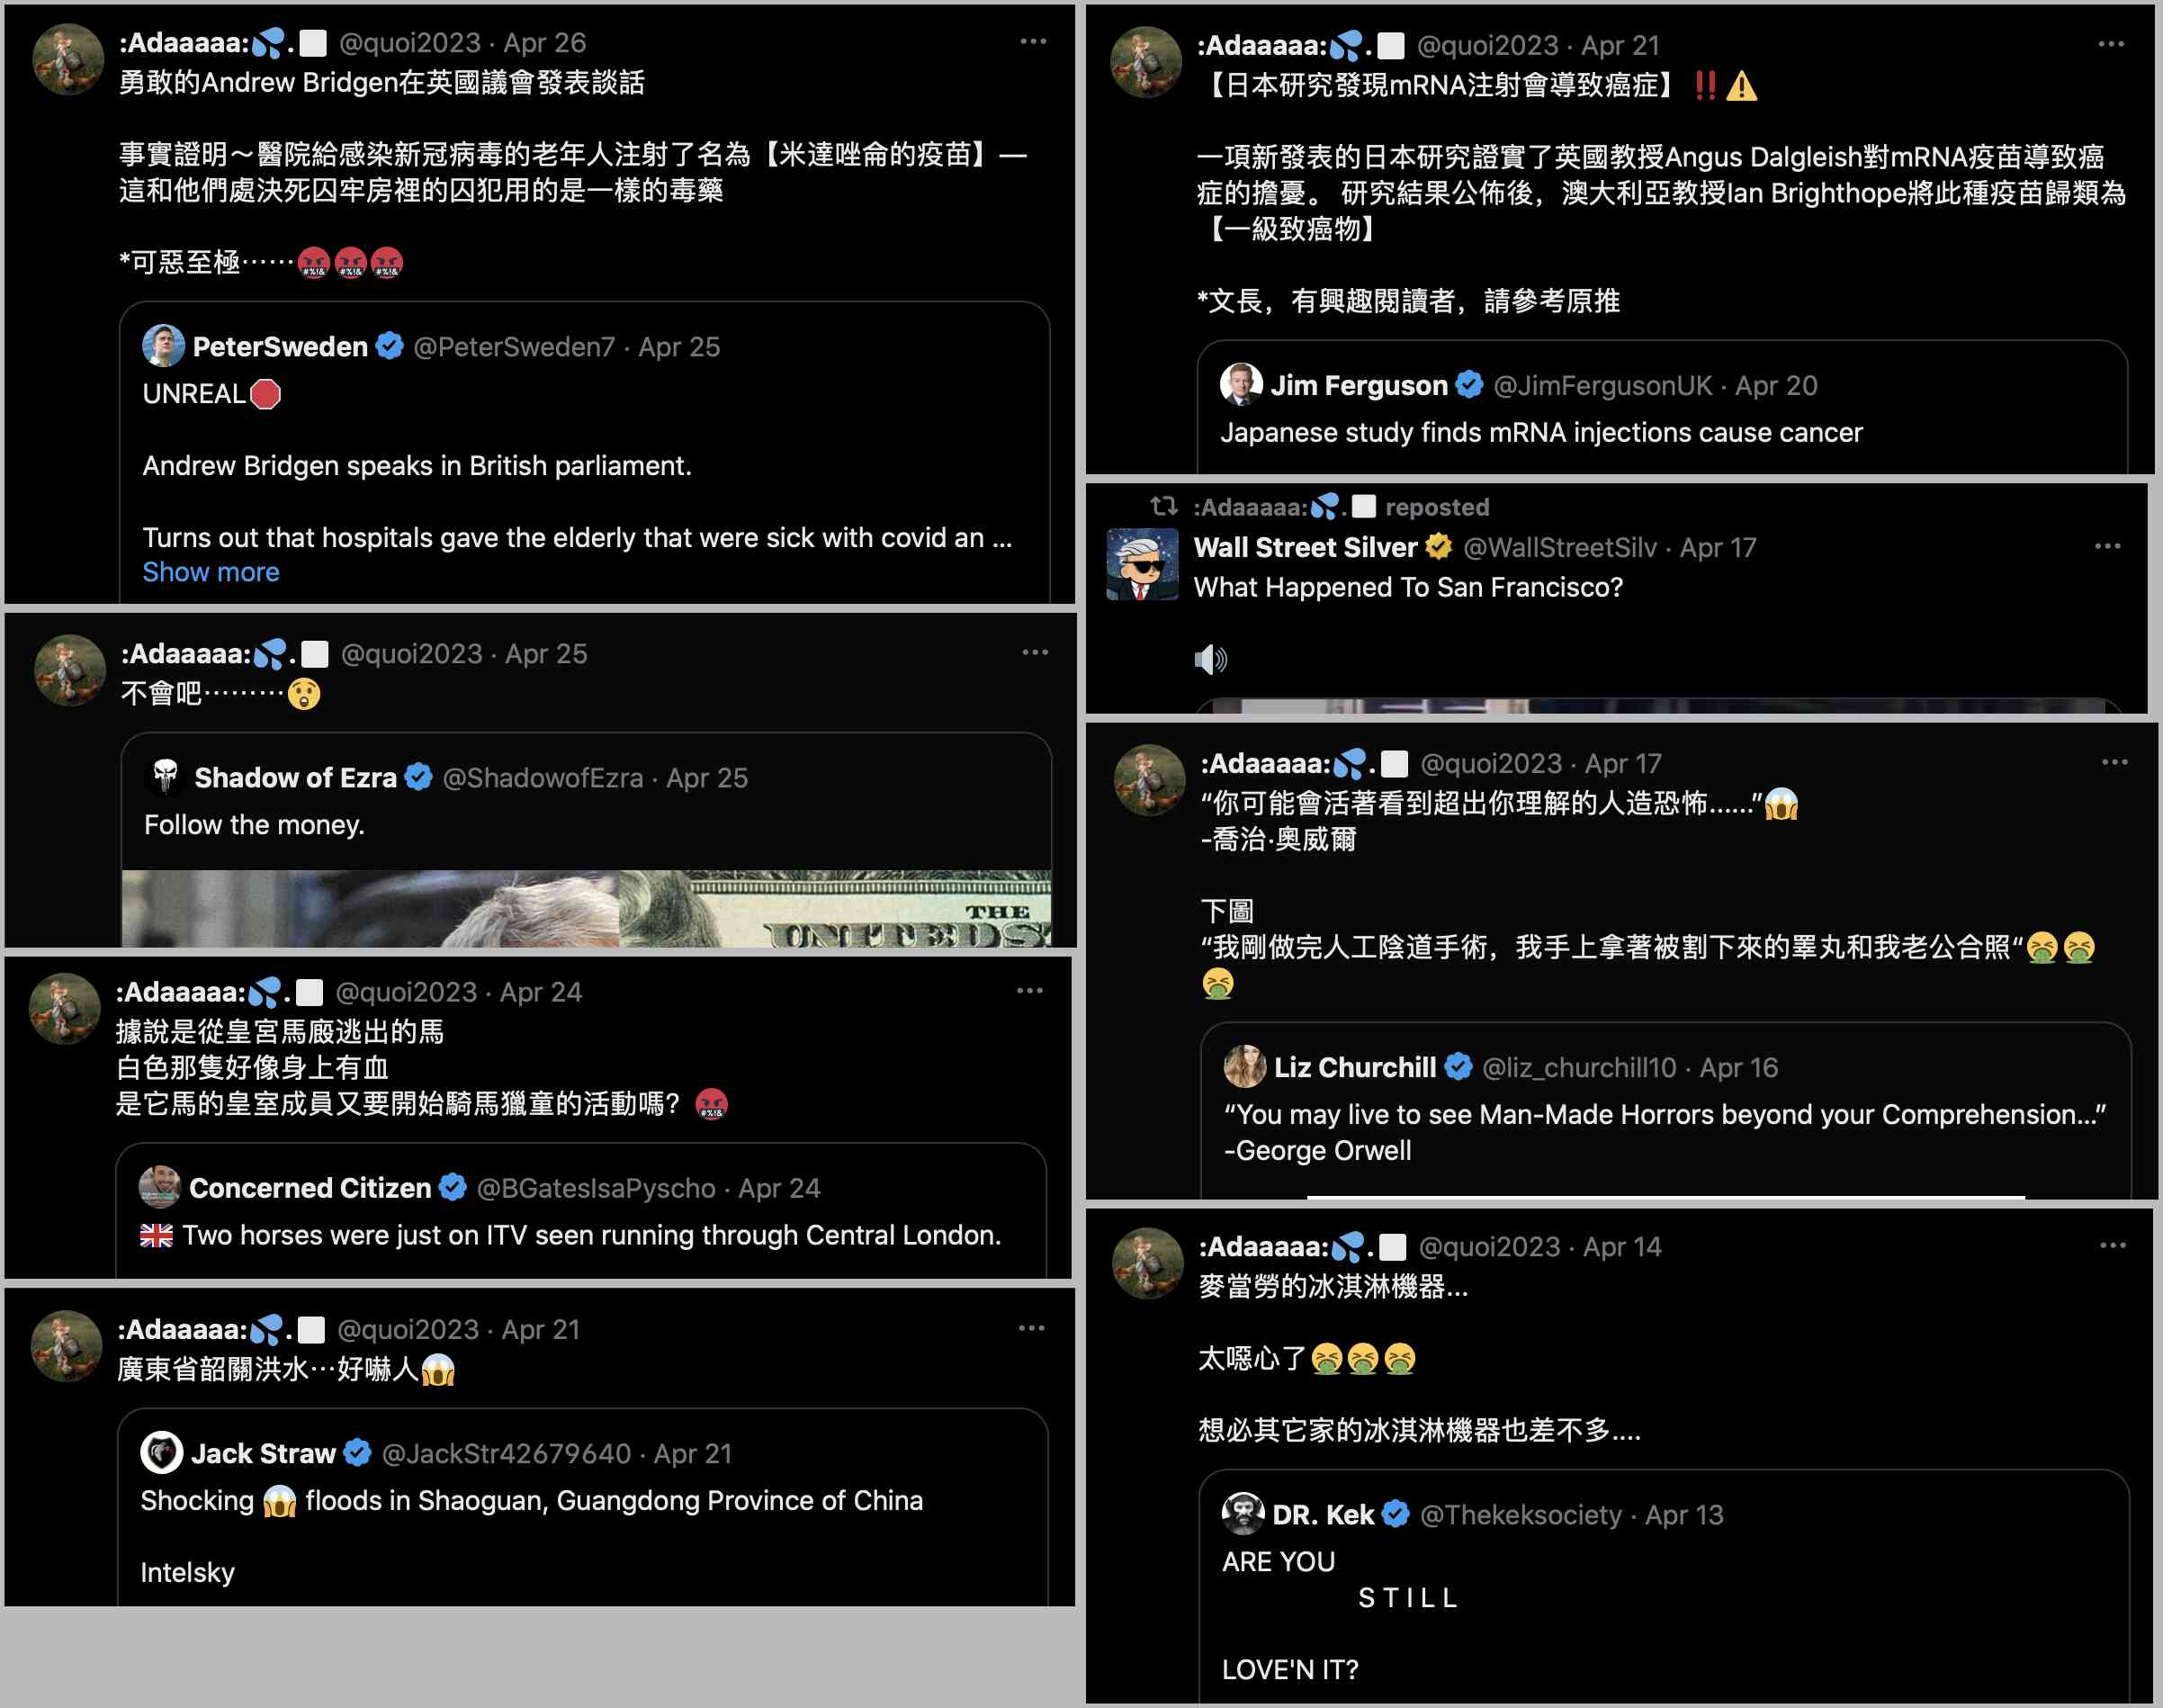 :Adaaaaa:💦.⬜ @quoi2023 · Apr 26
勇敢的Andrew Bridgen在英國議會發表談話
事實證明～醫院給感染新冠病毒的老年人注射了名為【米達唑侖的疫苗】—
這和他們處決死囚牢房裡的囚犯用的是一樣的毒藥
*可惡至極⋯⋯🤬🤬🤬
PeterSweden @PeterSweden7 · Apr 25
UNREAL🛑
Andrew Bridgen speaks in British parliament.
Turns out that hospitals gave the elderly that were sick with covid an ...
Show more
:Adaaaaa:💦.⬜ @quoi2023 · Apr 25
不會吧⋯⋯⋯😲
Shadow of Ezra @ShadowofEzra · Apr 25
Follow the money.
THE
UNITED S
:Adaaaaa:💦.⬜ @quoi2023 · Apr 24
據說是從皇宮馬廄逃出的馬
白色那隻好像身上有血
是它馬的皇室成員又要開始騎馬獵童的活動嗎？🤬
Concerned Citizen @BGatesIsaPyscho · Apr 24
🇬🇧 Two horses were just on ITV seen running through Central London.
:Adaaaaa:💦.⬜ @quoi2023 · Apr 21
廣東省韶關洪水⋯好嚇人😱
Jack Straw @JackStr42679640 · Apr 21
Shocking 😱 floods in Shaoguan, Guangdong Province of China
Intelsky
:Adaaaaa:💦.⬜ @quoi2023 · Apr 21
【日本研究發現mRNA注射會導致癌症】‼️⚠️
一項新發表的日本研究證實了英國教授Angus Dalgleish對mRNA疫苗導致癌
症的擔憂。 研究結果公佈後，澳大利亞教授Ian Brighthope將此種疫苗歸類為
【一級致癌物】
*文長，有興趣閱讀者，請參考原推
Jim Ferguson @JimFergusonUK · Apr 20
Japanese study finds mRNA injections cause cancer
:Adaaaaa:💦.⬜ reposted
Wall Street Silver @WallStreetSilv · Apr 17
What Happened To San Francisco?
🔊
:Adaaaaa:💦.⬜ @quoi2023 · Apr 17
“你可能會活著看到超出你理解的人造恐怖......”😱
-喬治·奧威爾
下圖
“我剛做完人工陰道手術，我手上拿著被割下來的睪丸和我老公合照“🤮🤮
🤮
Liz Churchill @liz_churchill10 · Apr 16
“You may live to see Man-Made Horrors beyond your Comprehension...”
-George Orwell
:Adaaaaa:💦.⬜ @quoi2023 · Apr 14
麥當勞的冰淇淋機器...
太噁心了🤮🤮🤮
想必其它家的冰淇淋機器也差不多....
DR. Kek @Thekeksociety · Apr 13
ARE YOU
S T I L L
LOVE'N IT?